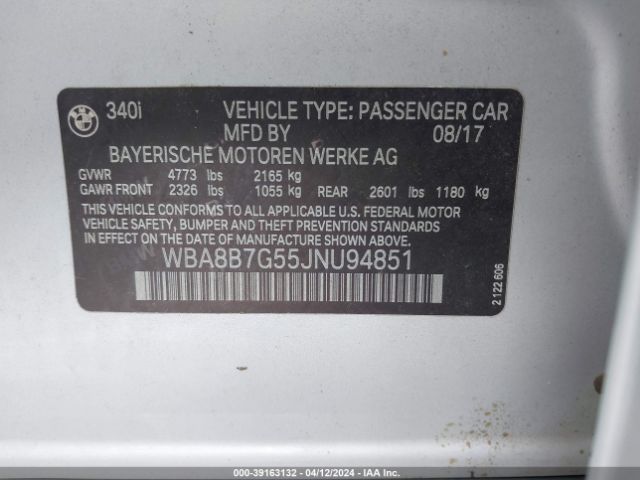 340i VEHICLE TYPE: PASSENGER CAR
MFD BY 08/17
BAYERISCHE MOTOREN WERKE AG
GVWR 4773 lbs 2165 kg
GAWR FRONT 2326 lbs 1055 kg REAR 2601 lbs 1180 kg
THIS VEHICLE CONFORMS TO ALL APPLICABLE U.S. FEDERAL MOTOR
VEHICLE SAFETY, BUMPER AND THEFT PREVENTION STANDARDS
IN EFFECT ON THE DATE OF MANUFACTURE SHOWN ABOVE.
WBA8B7G55JNU94851
2 122 606
000-39163132 - 04/12/2024 - IAA Inc.